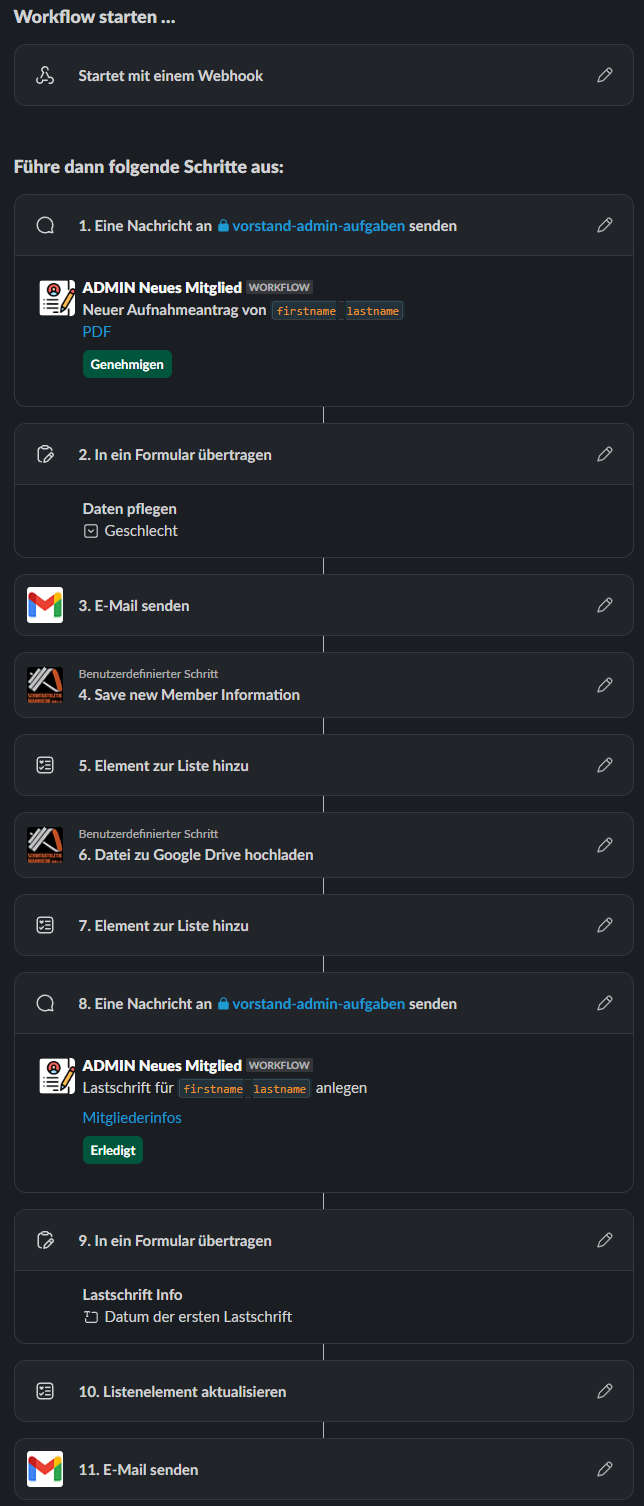 Workflow starten ...
Startet mit einem Webhook
Führe dann folgende Schritte aus:
1. Eine Nachricht an vorstand-admin-aufgaben senden
ADMIN Neues Mitglied WORKFLOW
Neuer Aufnahmeantrag von firstname lastname
PDF
Genehmigen
2. In ein Formular übertragen
Daten pflegen
Geschlecht
3. E-Mail senden
Benutzerdefinierter Schritt
4. Save new Member Information
5. Element zur Liste hinzu
Benutzerdefinierter Schritt
6. Datei zu Google Drive hochladen
7. Element zur Liste hinzu
8. Eine Nachricht an vorstand-admin-aufgaben senden
ADMIN Neues Mitglied WORKFLOW
Lastschrift für firstname lastname anlegen
Mitgliederinfos
Erledigt
9. In ein Formular übertragen
Lastschrift Info
Datum der ersten Lastschrift
10. Listenelement aktualisieren
11. E-Mail senden